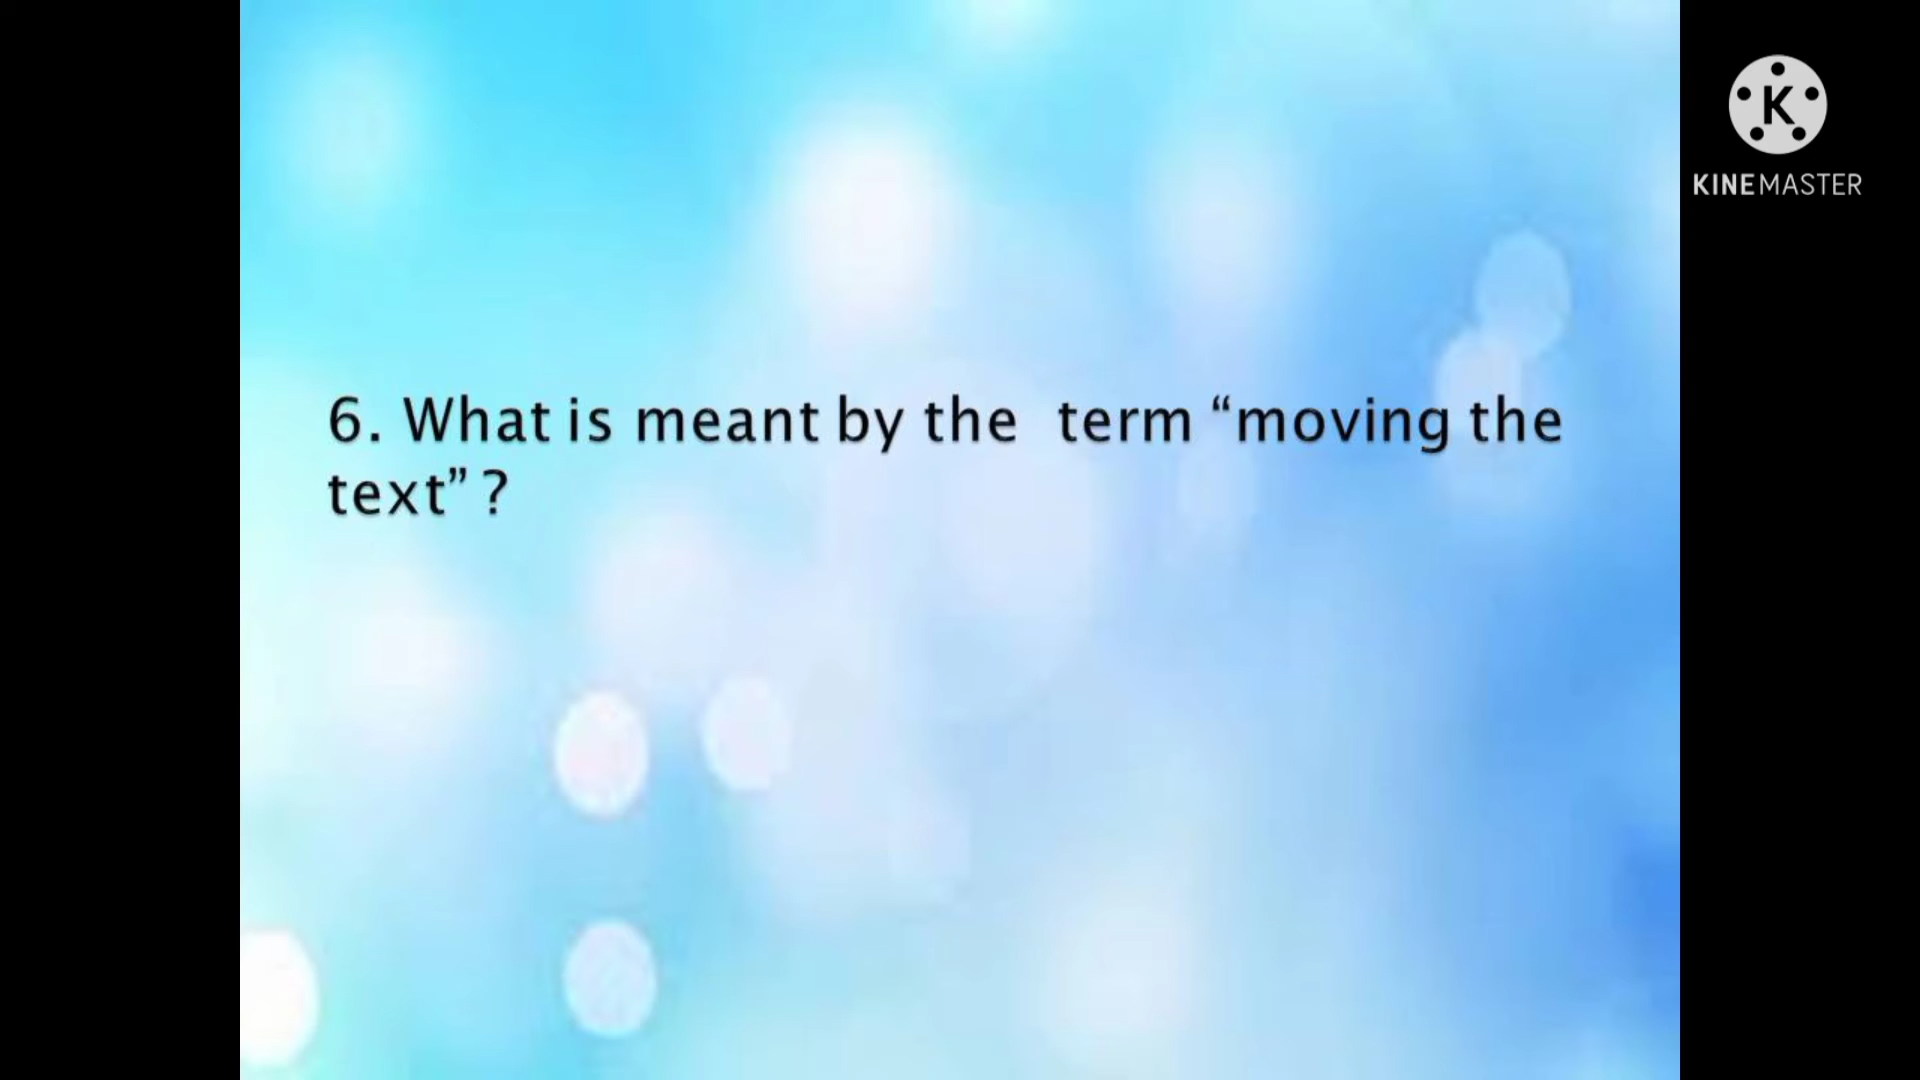 6. What is meant by the term “moving the
text” ?
K
KINEMASTER